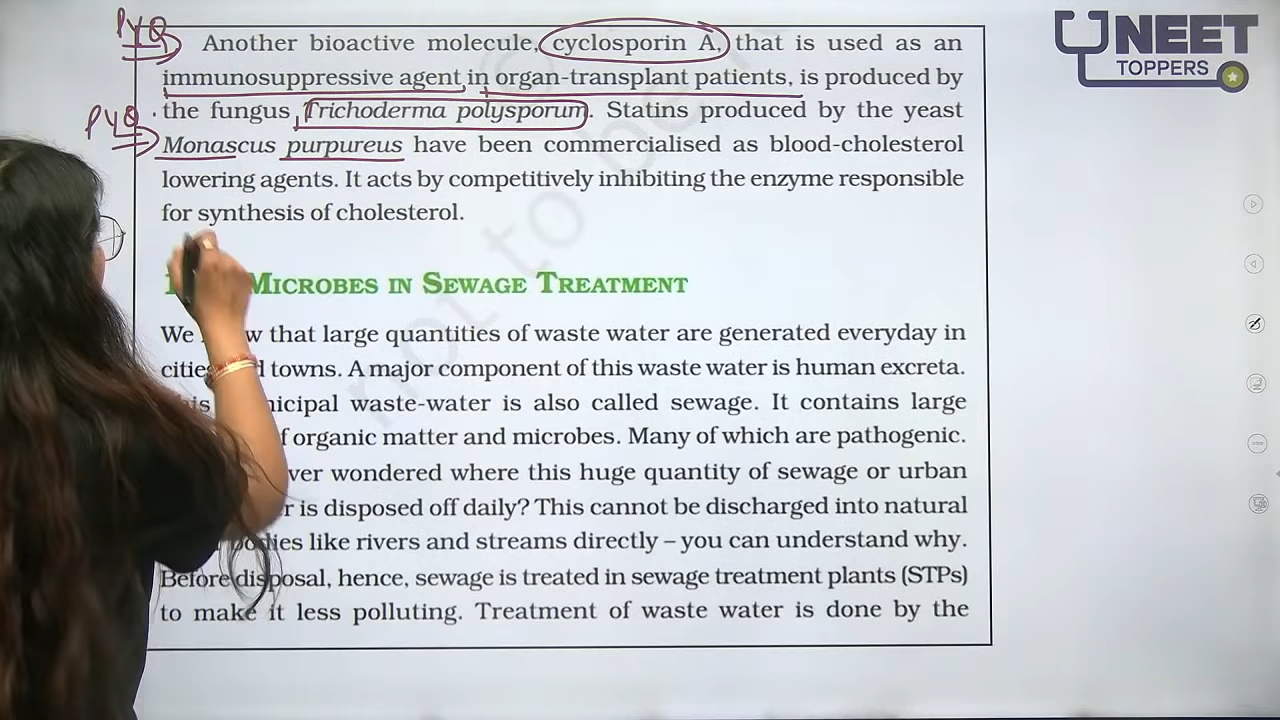 PYQ
Another bioactive molecule, cyclosporin A, that is used as an
immunosuppressive agent in organ-transplant patients, is produced by
PYQ
the fungus Trichoderma polysporum. Statins produced by the yeast
Monascus purpureus have been commercialised as blood-cholesterol
lowering agents. It acts by competitively inhibiting the enzyme responsible
for synthesis of cholesterol.
MICROBES IN SEWAGE TREATMENT
We that large quantities of waste water are generated everyday in
towns. A major component of this waste water is human excreta.
waste-water is also called sewage. It contains large
of organic matter and microbes. Many of which are pathogenic.
wondered where this huge quantity of sewage or urban
is disposed off daily? This cannot be discharged into natural
like rivers and streams directly – you can understand why.
Before disposal, hence, sewage is treated in sewage treatment plants (STPs)
to make it less polluting. Treatment of waste water is done by the
not to be
©
NEET
TOPPERS